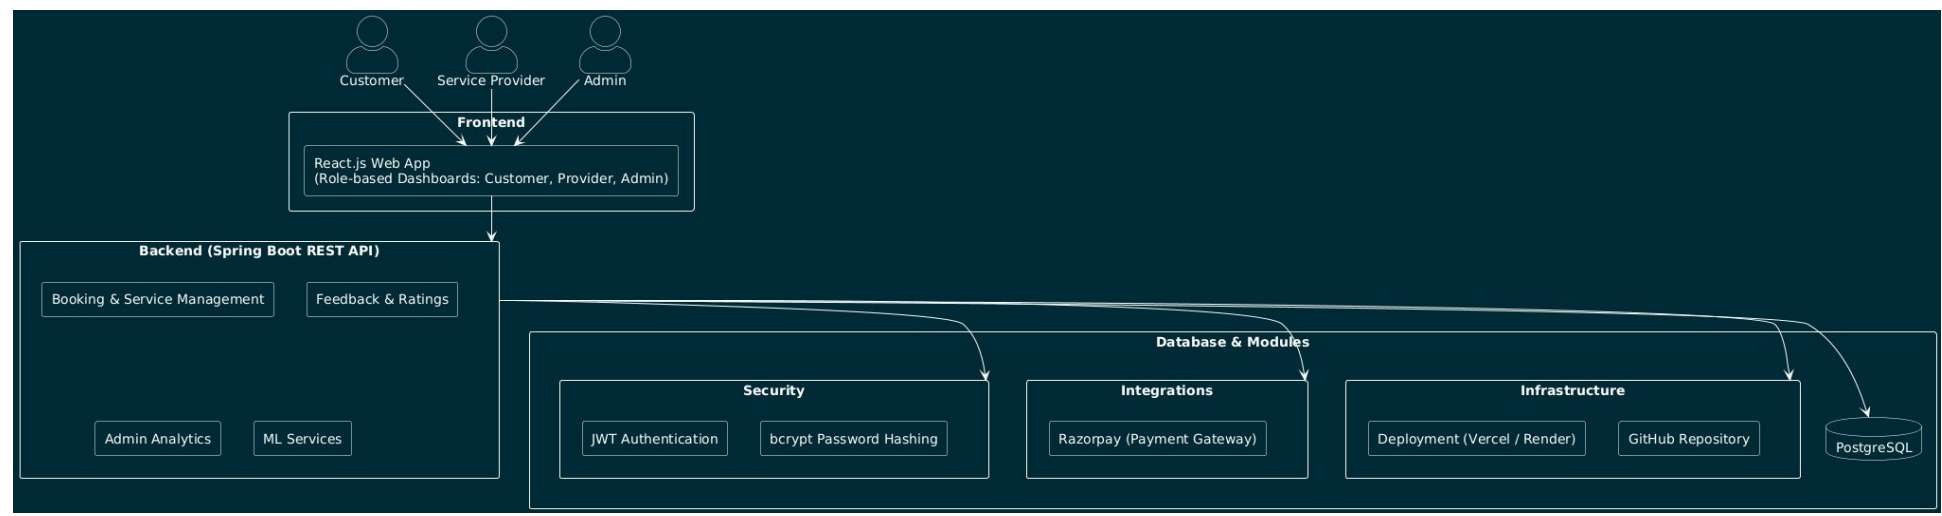 Customer
Service Provider
Admin
Frontend
React.js Web App
(Role-based Dashboards: Customer, Provider, Admin)
Backend (Spring Boot REST API)
Booking & Service Management
Feedback & Ratings
Admin Analytics
ML Services
Database & Modules
Security
JWT Authentication
bcrypt Password Hashing
Integrations
Razorpay (Payment Gateway)
Infrastructure
Deployment (Vercel / Render)
GitHub Repository
PostgreSQL